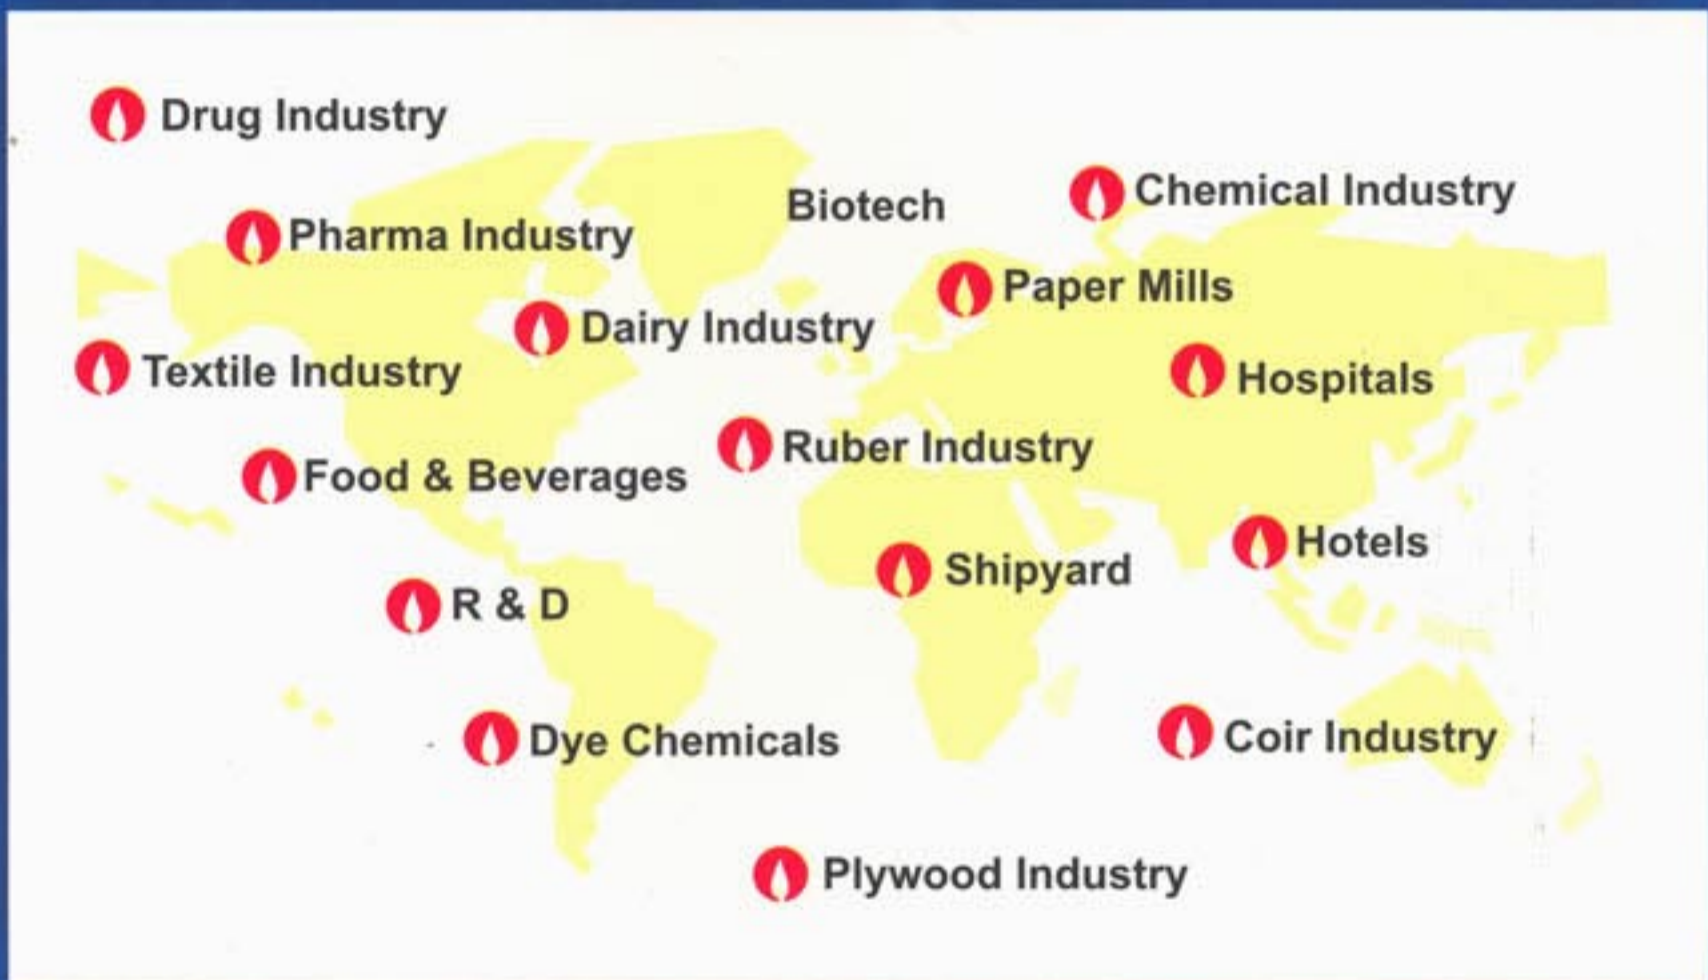 Drug Industry
Chemical Industry
Biotech
Pharma Industry
Paper Mills
Dairy Industry
Textile Industry
Hospitals
Ruber Industry
Food & Beverages
Hotels
Shipyard
R & D
Coir Industry
Dye Chemicals
Plywood Industry